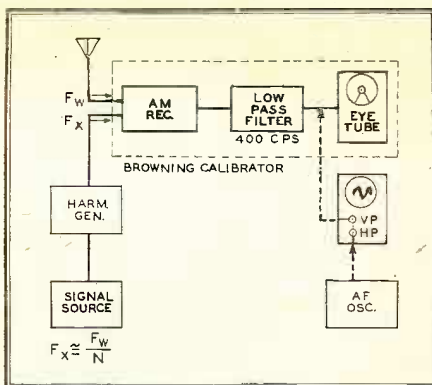 F_W
F_X
AM
REC.
LOW
PASS
FILTER
400 CPS
EYE
TUBE
BROWNING CALIBRATOR
HARM.
GEN.
VP
HP
SIGNAL
SOURCE
AF
OSC.
F_X ≅ F_W/N